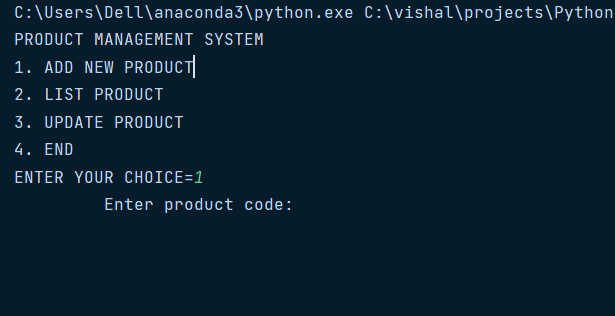 C:\Users\Dell\anaconda3\python.exe C:\vishal\projects\Python
PRODUCT MANAGEMENT SYSTEM
1. ADD NEW PRODUCT
2. LIST PRODUCT
3. UPDATE PRODUCT
4. END
ENTER YOUR CHOICE=1
Enter product code: